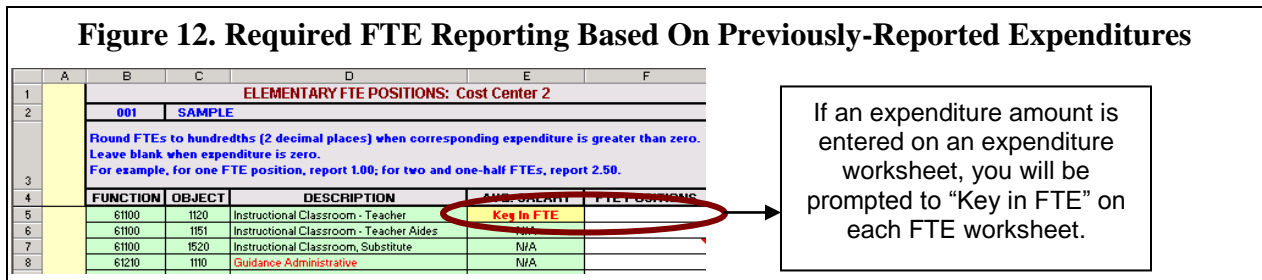 Figure 12. Required FTE Reporting Based On Previously-Reported Expenditures
A B C D E F
1 ELEMENTARY FTE POSITIONS: Cost Center 2
2 001 SAMPLE
Round FTEs to hundredths (2 decimal places) when corresponding expenditure is greater than zero.
Leave blank when expenditure is zero.
3 For example, for one FTE position, report 1.00; for two and one-half FTEs, report 2.50.
4 FUNCTION OBJECT DESCRIPTION AVG. SALARY FTE POSITIONS
5 61100 1120 Instructional Classroom - Teacher Key In FTE
6 61100 1151 Instructional Classroom - Teacher Aides N/A
7 61100 1520 Instructional Classroom, Substitute N/A
8 61210 1110 Guidance Administrative N/A
If an expenditure amount is
entered on an expenditure
worksheet, you will be
prompted to “Key in FTE” on
each FTE worksheet.